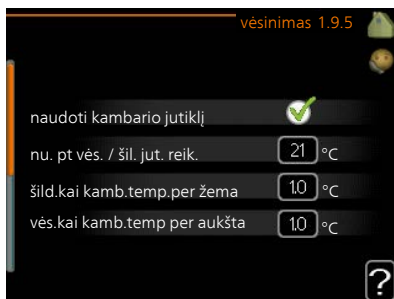 vėsinimas 1.9.5
naudoti kambario jutiklį
nu. pt vės. / šil. jut. reik. 21 °C
šild.kai kamb.temp.per žema 1.0 °C
vės.kai kamb.temp per aukšta 1.0 °C
?